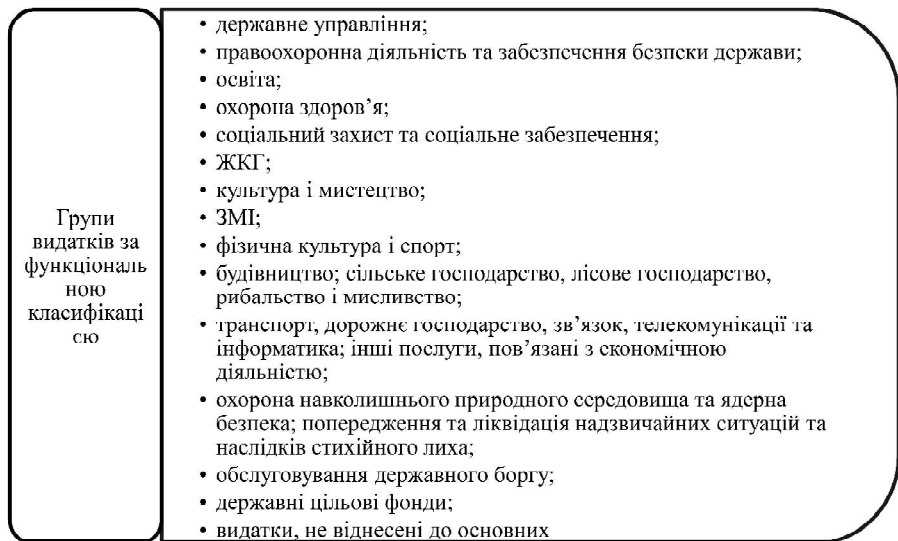 Групи
видатків за
функціональ
ною
класифікаці
єю
• державне управління;
• правоохоронна діяльність та забезпечення безпеки держави;
• освіта;
• охорона здоров’я;
• соціальний захист та соціальне забезпечення;
• ЖКГ;
• культура і мистецтво;
• ЗМІ;
• фізична культура і спорт;
• будівництво; сільське господарство, лісове господарство,
рибальство і мисливство;
• транспорт, дорожнє господарство, зв’язок, телекомунікації та
інформатика; інші послуги, пов’язані з економічною
діяльністю;
• охорона навколишнього природного середовища та ядерна
безпека; попередження та ліквідація надзвичайних ситуацій та
наслідків стихійного лиха;
• обслуговування державного боргу;
• державні цільові фонди;
• видатки, не віднесені до основних